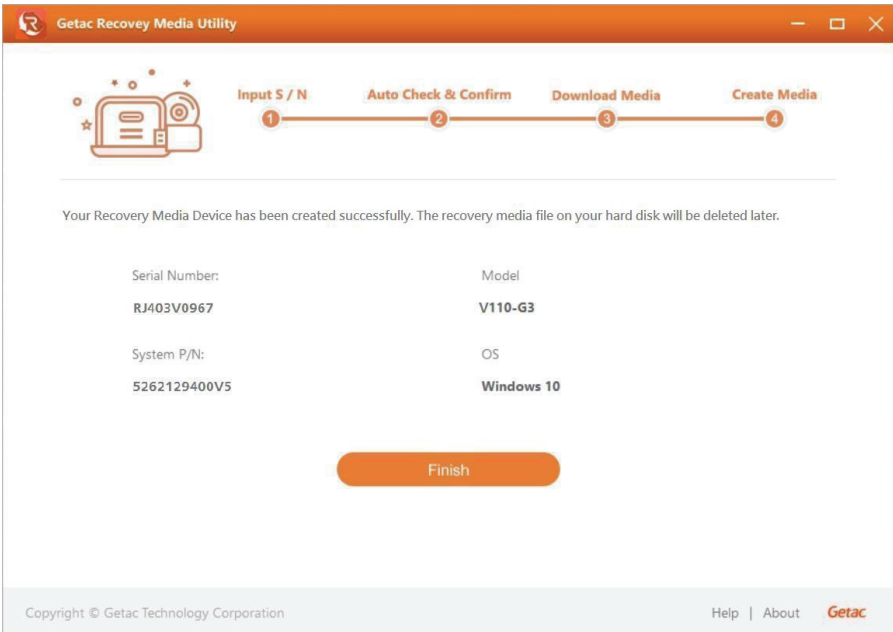 Getac Recovey Media Utility
Input S / N
Auto Check & Confirm
Download Media
Create Media
1
2
3
4
Your Recovery Media Device has been created successfully. The recovery media file on your hard disk will be deleted later.
Serial Number:
Model
RJ403V0967
V110-G3
System P/N:
OS
5262129400V5
Windows 10
Finish
Copyright © Getac Technology Corporation
Help | About
Getac